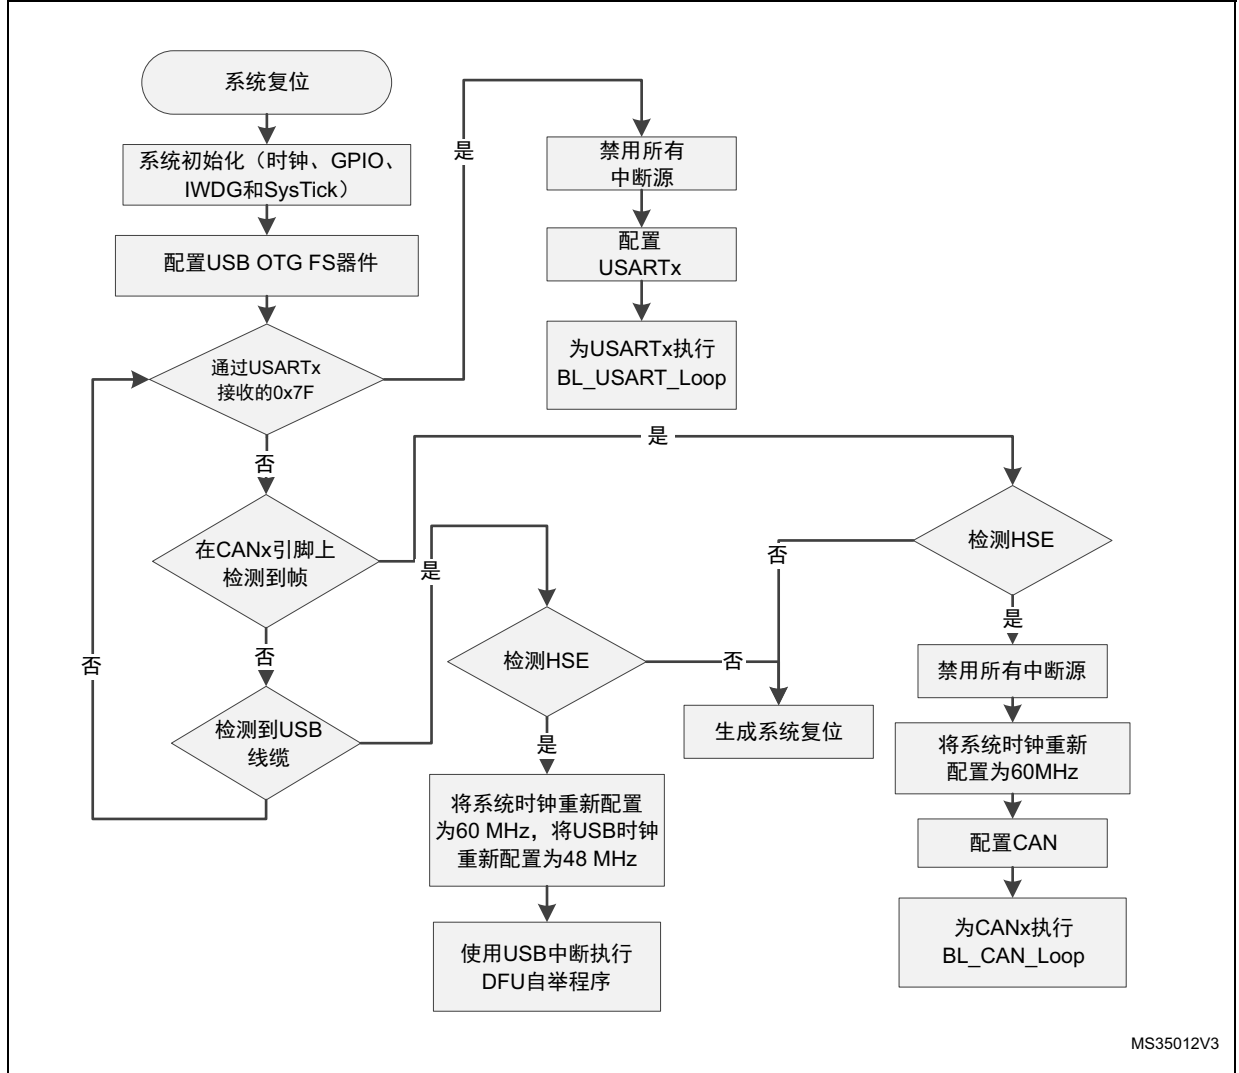 系统复位
系统初始化（时钟、GPIO、
IWDG和SysTick）
配置USB OTG FS器件
通过USARTx
接收的0x7F
是
禁用所有
中断源
配置
USARTx
为USARTx执行
BL_USART_Loop
否
在CANx引脚上
检测到帧
是
检测HSE
否
是
禁用所有中断源
将系统时钟重新
配置为60MHz
配置CAN
为CANx执行
BL_CAN_Loop
否
检测到USB
线缆
否
是
检测HSE
否
生成系统复位
是
将系统时钟重新配置
为60 MHz，将USB时钟
重新配置为48 MHz
使用USB中断执行
DFU自举程序
MS35012V3